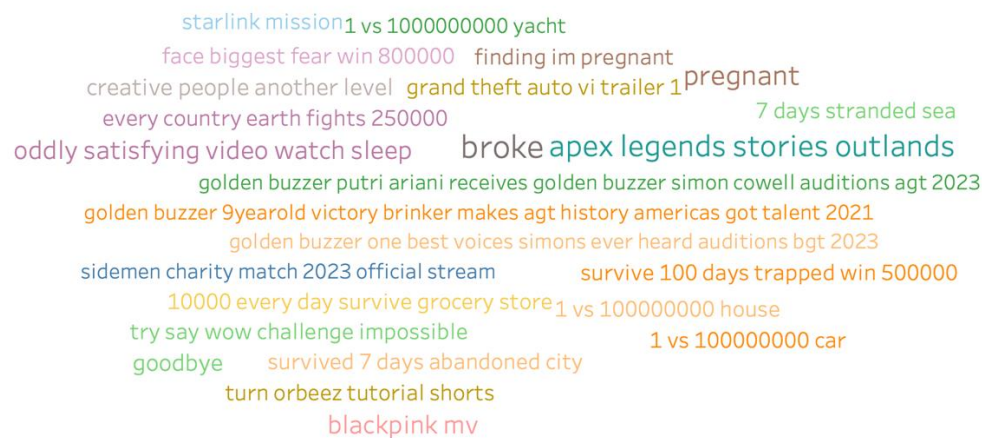 starlink mission 1 vs 1000000000 yacht
face biggest fear win 800000 finding im pregnant
creative people another level grand theft auto vi trailer 1 pregnant
every country earth fights 250000 7 days stranded sea
oddly satisfying video watch sleep broke apex legends stories outlands
golden buzzer putri ariani receives golden buzzer simon cowell auditions agt 2023
golden buzzer 9yearold victory brinker makes agt history americas got talent 2021
golden buzzer one best voices simons ever heard auditions bgt 2023
sidemen charity match 2023 official stream survive 100 days trapped win 500000
10000 every day survive grocery store 1 vs 100000000 house
try say wow challenge impossible 1 vs 100000000 car
goodbye survived 7 days abandoned city
turn orbeez tutorial shorts
blackpink mv